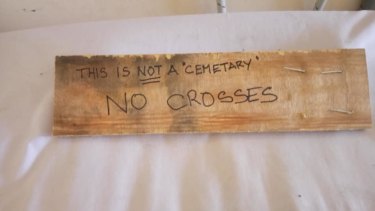 THIS IS NOT A "CEMETARY"
NO CROSSES